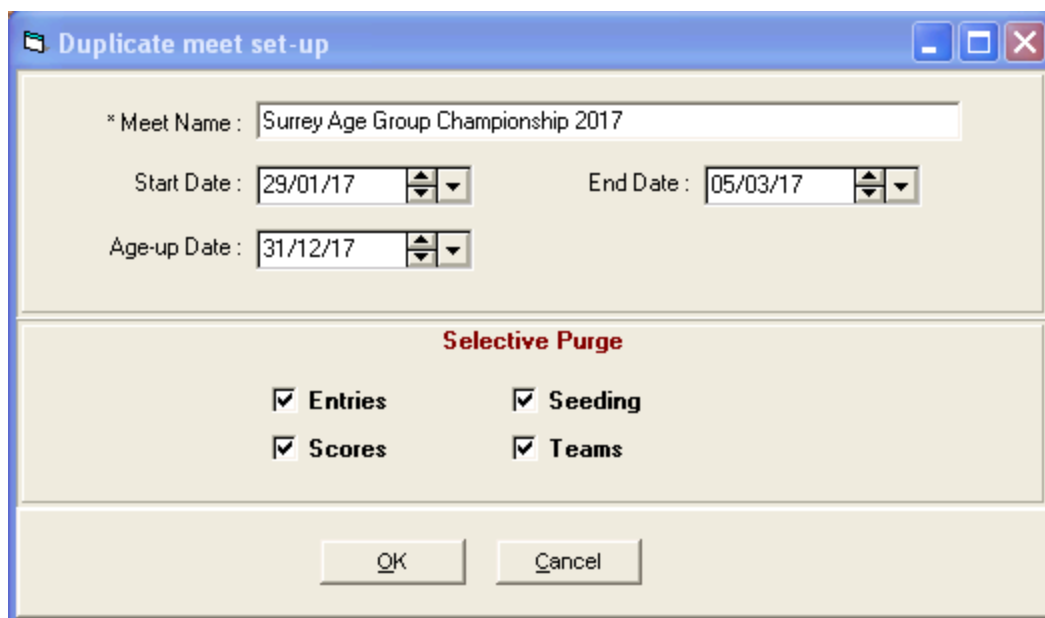 Duplicate meet set-up
* Meet Name : Surrey Age Group Championship 2017
Start Date : 29/01/17 End Date : 05/03/17
Age-up Date : 31/12/17
Selective Purge
Entries Seeding
Scores Teams
OK Cancel